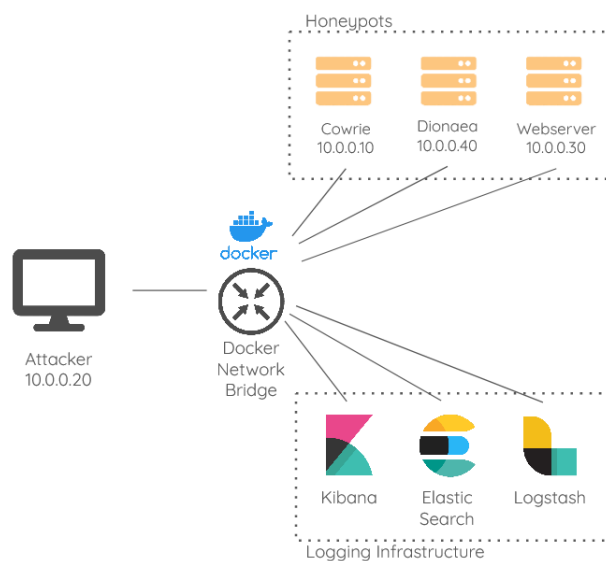 Honeypots
Cowrie
10.0.0.10
Dionaea
10.0.0.40
Webserver
10.0.0.30
docker
Attacker
10.0.0.20
Docker
Network
Bridge
Kibana
Elastic
Search
Logstash
Logging Infrastructure